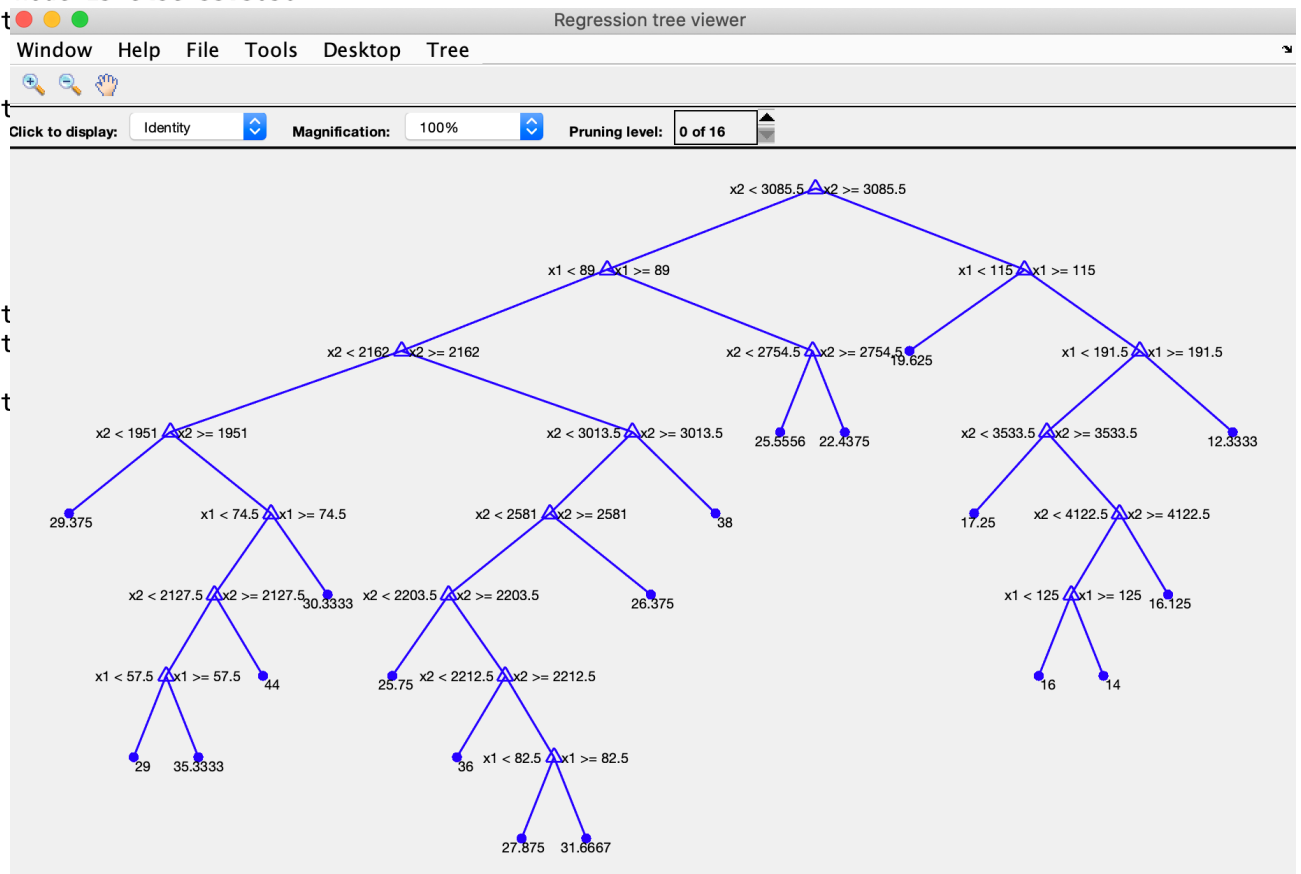 t Regression tree viewer
Window Help File Tools Desktop Tree
t
Click to display: Identity Magnification: 100% Pruning level: 0 of 16
x2 < 3085.5 x2 >= 3085.5
x1 < 89 x1 >= 89 x1 < 115 x1 >= 115
t
t x2 < 2162 x2 >= 2162 x2 < 2754.5 x2 >= 2754.5 19.625 x1 < 191.5 x1 >= 191.5
t
x2 < 1951 x2 >= 1951 x2 < 3013.5 x2 >= 3013.5 25.5556 22.4375 x2 < 3533.5 x2 >= 3533.5 12.3333
29.375 x1 < 74.5 x1 >= 74.5 x2 < 2581 x2 >= 2581 38 17.25 x2 < 4122.5 x2 >= 4122.5
x2 < 2127.5 x2 >= 2127.5 30.3333 x2 < 2203.5 x2 >= 2203.5 26.375 x1 < 125 x1 >= 125 16.125
x1 < 57.5 x1 >= 57.5 44 25.75 x2 < 2212.5 x2 >= 2212.5 16 14
29 35.3333 36 x1 < 82.5 x1 >= 82.5
27.875 31.6667